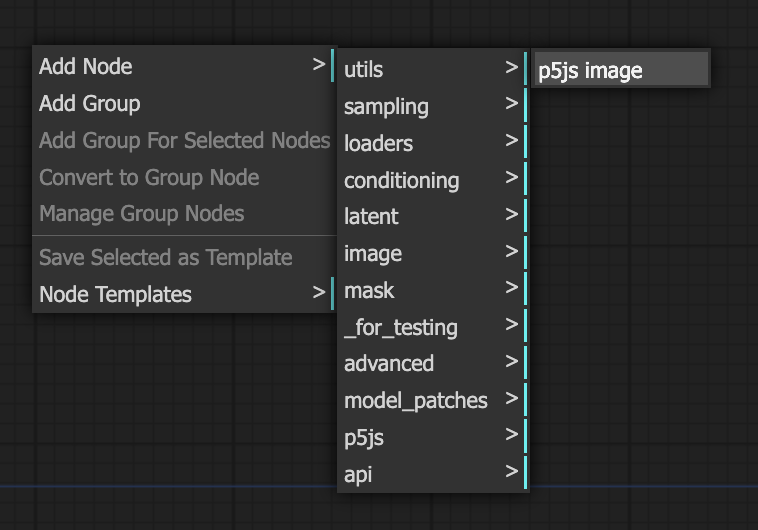 Add Node >
Add Group
Add Group For Selected Nodes
Convert to Group Node
Manage Group Nodes
Save Selected as Template
Node Templates >
utils >
sampling >
loaders >
conditioning >
latent >
image >
mask >
_for_testing >
advanced >
model_patches >
p5js >
api >
p5js image